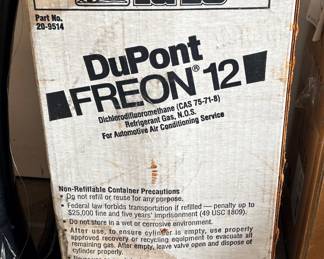 Part No.
20-9514
DuPont
FREON® 12
Dichlorodifluoromethane (CAS 75-71-8)
Refrigerant Gas, N.O.S.
For Automotive Air Conditioning Service
Non-Refillable Container Precautions
• Do not refill or reuse for any purpose.
• Federal law forbids transportation if refilled — penalty up to
$25,000 fine and five years' imprisonment (49 USC 1809).
• Do not store in a wet or corrosive environment.
• After use, to ensure cylinder is empty, use properly
approved recovery or recycling equipment to evacuate all
remaining gas. After empty, leave valve open and dispose of
cylinder properly.